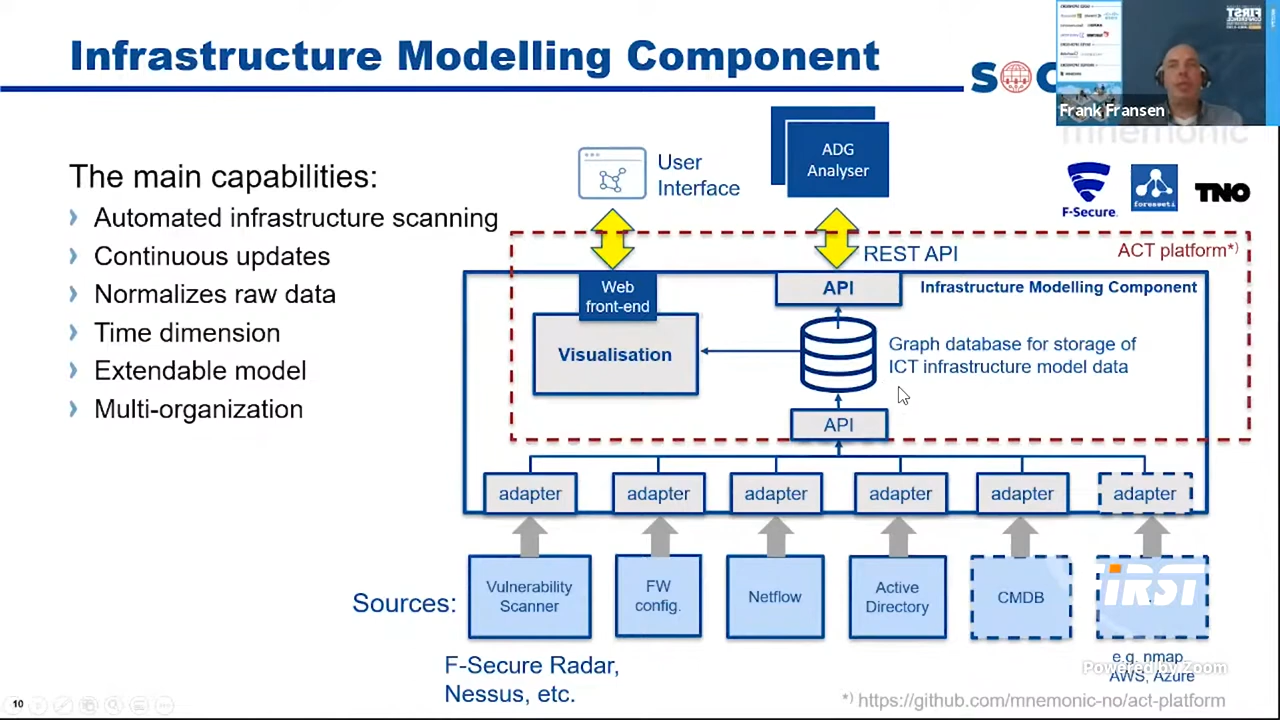 Infrastructure Modelling Component
SOC
FIRST
Frank Fransen
mnemonic
The main capabilities:
Automated infrastructure scanning
Continuous updates
Normalizes raw data
Time dimension
Extendable model
Multi-organization
User
Interface
ADG
Analyser
F-Secure.
foreseeti
TNO
REST API
ACT platform*)
Web
front-end
API
Infrastructure Modelling Component
Visualisation
Graph database for storage of
ICT infrastructure model data
API
adapter adapter adapter adapter adapter adapter
Sources:
Vulnerability
Scanner
FW
config.
Netflow
Active
Directory
CMDB
FIRST
F-Secure Radar,
Nessus, etc.
e.g. nmap
AWS, Azure
Powered by Zoom
10
*) https://github.com/mnemonic-no/act-platform